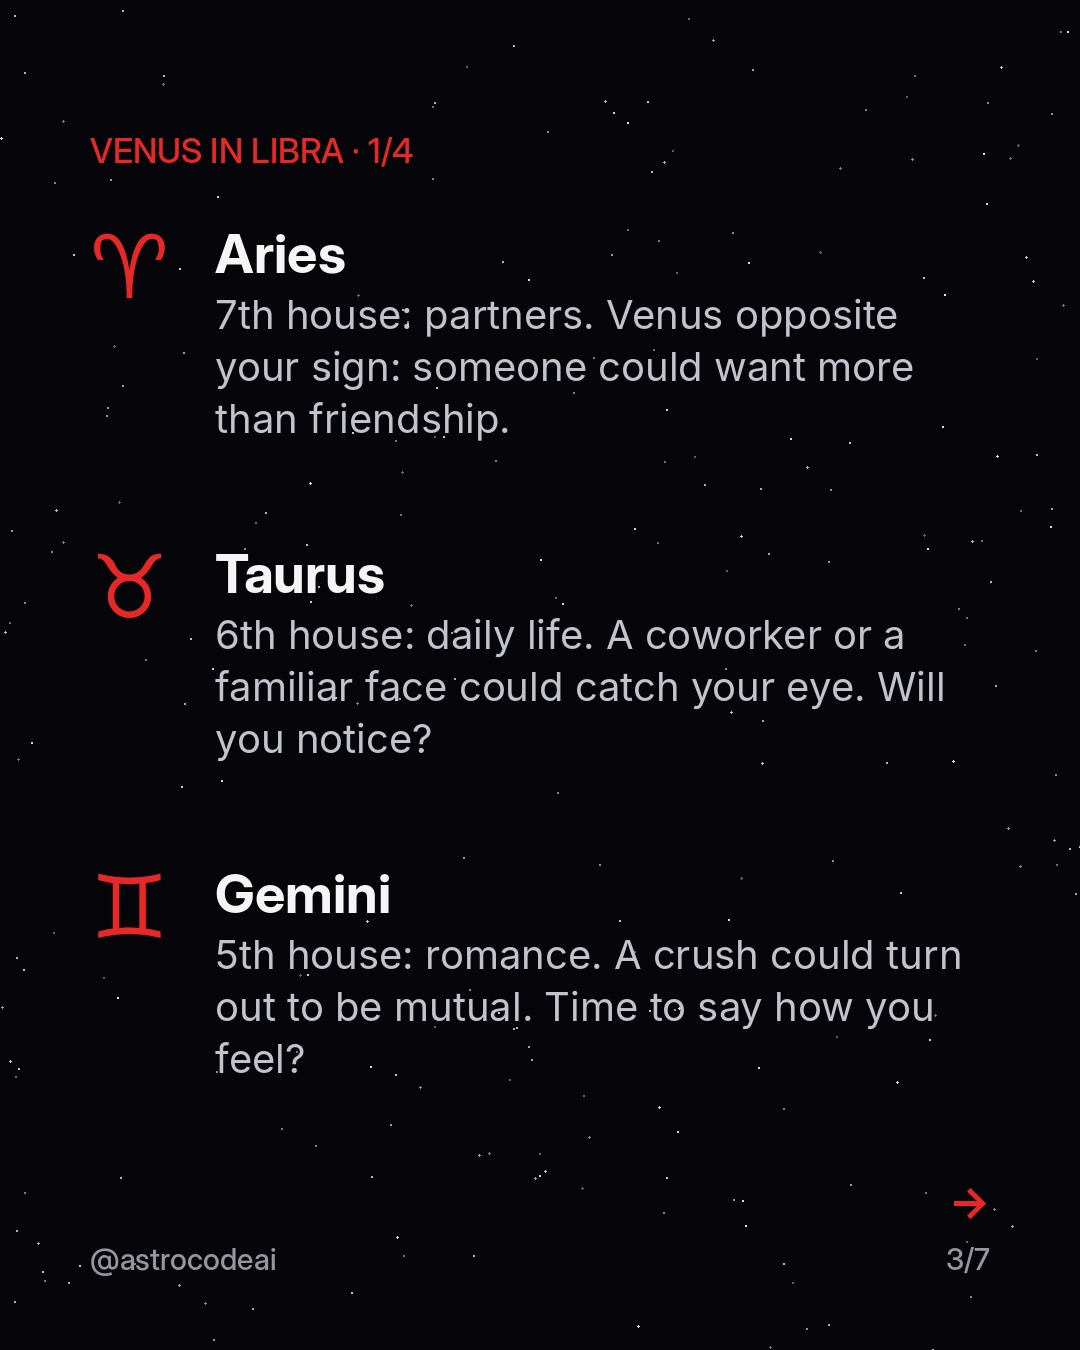 VENUS IN LIBRA · 1/4
♈ Aries
7th house: partners. Venus opposite
your sign: someone could want more
than friendship.
♉ Taurus
6th house: daily life. A coworker or a
familiar face could catch your eye. Will
you notice?
♊ Gemini
5th house: romance. A crush could turn
out to be mutual. Time to say how you
feel?
→
@astrocodeai
3/7